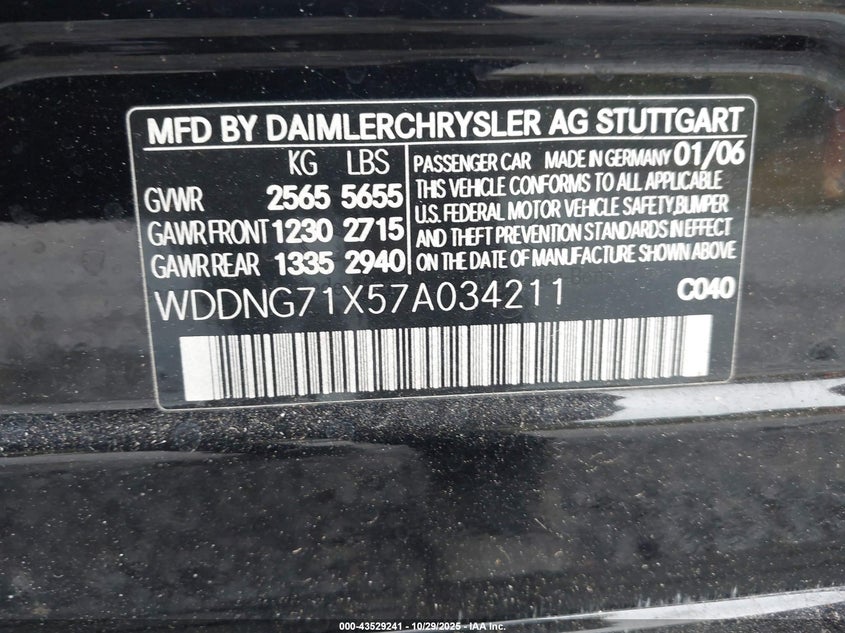 MFD BY DAIMLERCHRYSLER AG STUTTGART
KG LBS
GVWR 2565 5655
GAWR FRONT 1230 2715
GAWR REAR 1335 2940
PASSENGER CAR MADE IN GERMANY 01/06
THIS VEHICLE CONFORMS TO ALL APPLICABLE
U.S. FEDERAL MOTOR VEHICLE SAFETY,BUMPER
AND THEFT PREVENTION STANDARDS IN EFFECT
ON THE DATE OF MANUFACTURE SHOWN ABOVE
WDDNG71X57A034211 C040
000-43529241 - 10/29/2025 - IAA Inc.